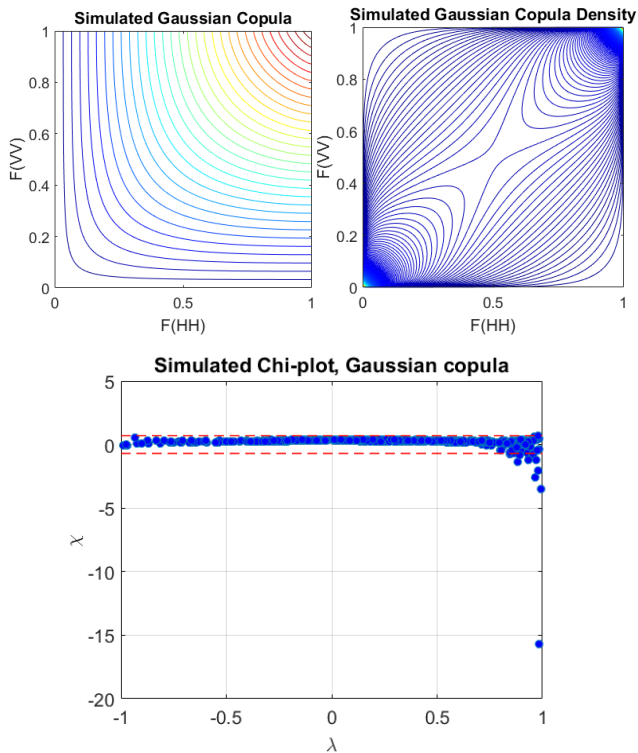 Simulated Gaussian Copula
1
0.8
0.6
0.4
0.2
0
0 0.5 1
F(VV)
F(HH)
Simulated Gaussian Copula Density
1
0.8
0.6
0.4
0.2
0
0 0.5 1
F(VV)
F(HH)
Simulated Chi-plot, Gaussian copula
5
0
-5
-10
-15
-20
-1 -0.5 0 0.5 1
χ
λ